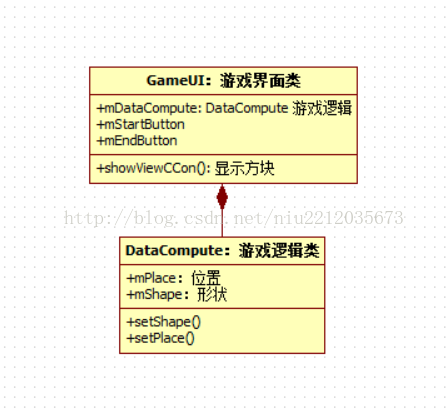 GameUI：游戏界面类
+mDataCompute: DataCompute 游戏逻辑
+mStartButton
+mEndButton
+showViewCCon(): 显示方块
http://blog.csdn.net/niu2212035673
DataCompute：游戏逻辑类
+mPlace：位置
+mShape：形状
+setShape()
+setPlace()